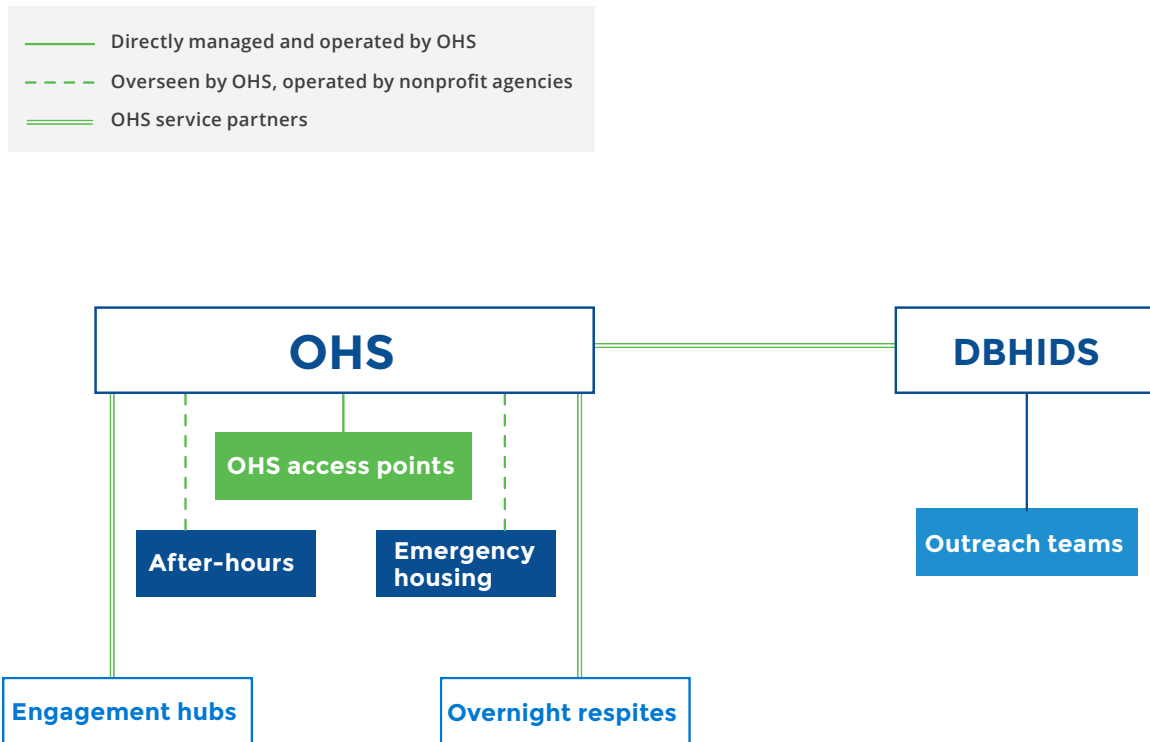 Directly managed and operated by OHS
Overseen by OHS, operated by nonprofit agencies
OHS service partners
OHS
DBHIDS
OHS access points
After-hours
Emergency
housing
Outreach teams
Engagement hubs
Overnight respites